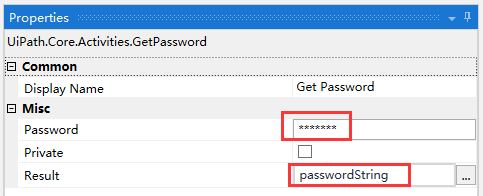 Properties
UiPath.Core.Activities.GetPassword
Common
Display Name Get Password
Misc
Password *******
Private
Result passwordString ...